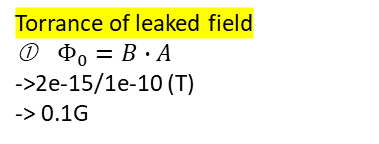 Torrance of leaked field
① Φ₀ = B · A
->2e-15/1e-10 (T)
-> 0.1G